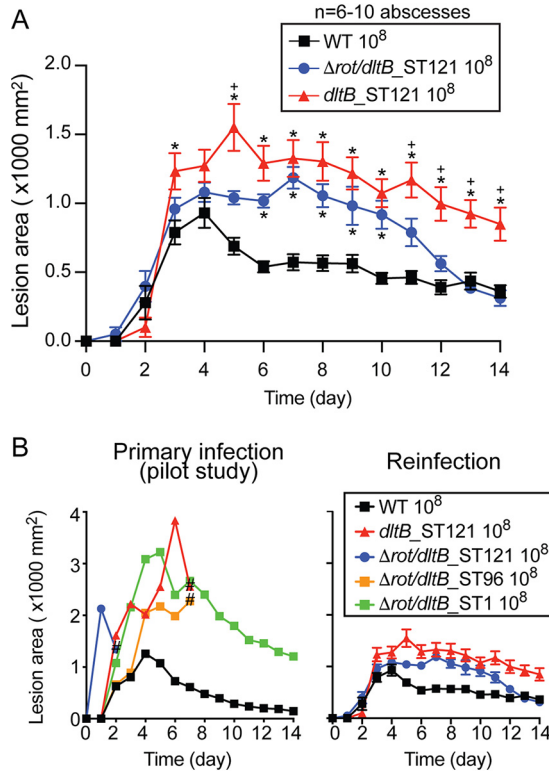 A
n=6-10 abscesses
WT 10⁸
Δrot/dltB_ST121 10⁸
dltB_ST121 10⁸
Lesion area ( x1000 mm²)
2.0
1.5
1.0
0.5
0.0
* + * * * * * * * + * + * + * + *
* * * * *
0 2 4 6 8 10 12 14
Time (day)
B
Primary infection
(pilot study)
Reinfection
WT 10⁸
dltB_ST121 10⁸
Δrot/dltB_ST121 10⁸
Δrot/dltB_ST96 10⁸
Δrot/dltB_ST1 10⁸
Lesion area ( x1000 mm²)
4
3
2
1
0
#
#
#
0 2 4 6 8 10 12 14
Time (day)
0 2 4 6 8 10 12 14
Time (day)